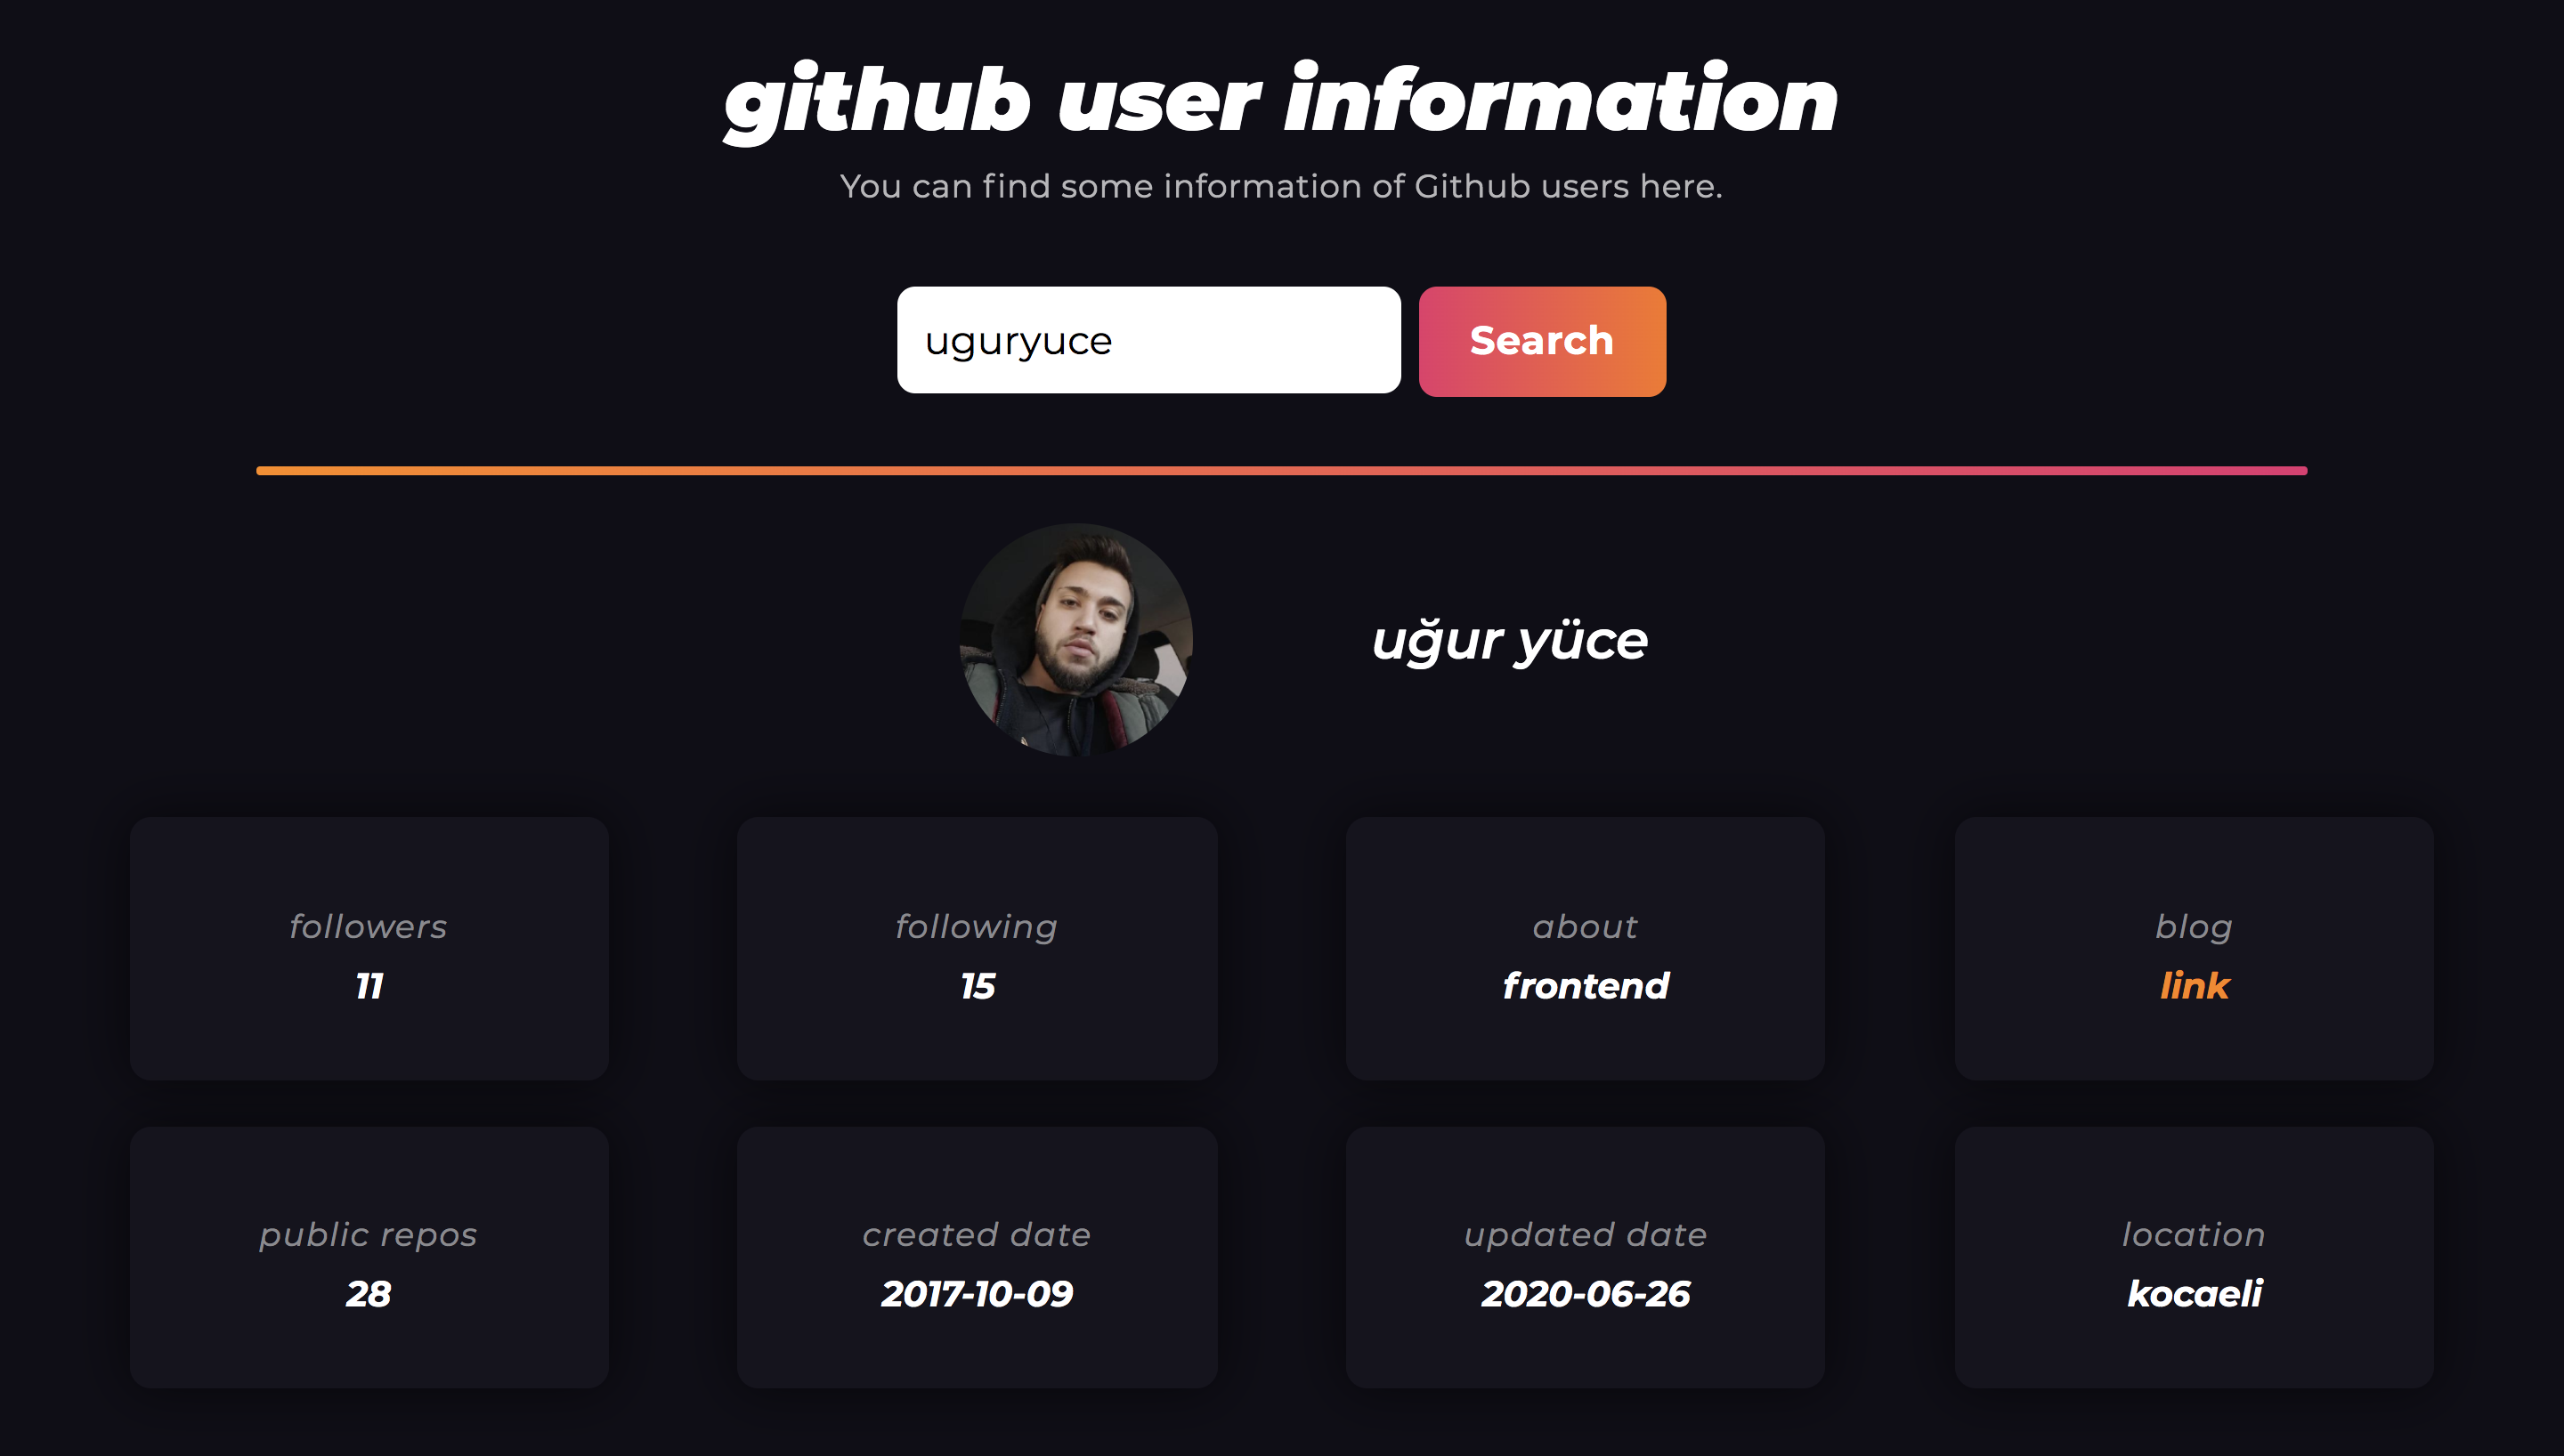 github user information
You can find some information of Github users here.
uguryuce
Search
uğur yüce
followers
11
following
15
about
frontend
blog
link
public repos
28
created date
2017-10-09
updated date
2020-06-26
location
kocaeli